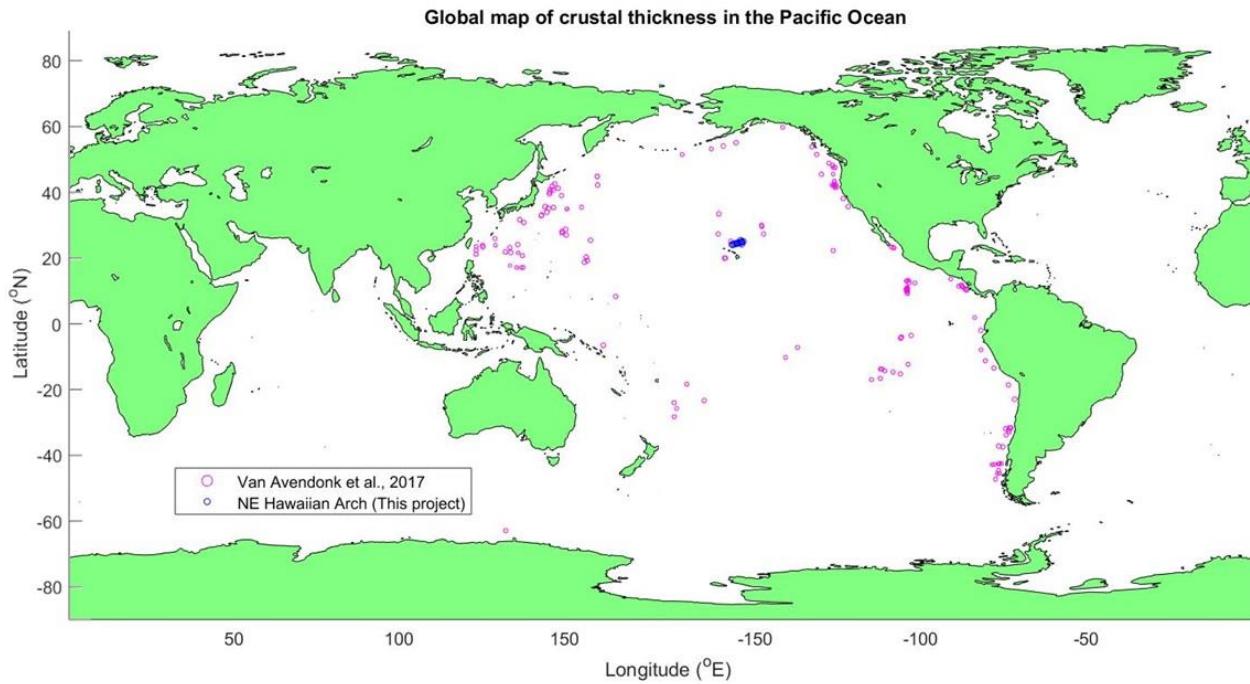 Global map of crustal thickness in the Pacific Ocean
80
60
40
20
0
-20
-40
-60
-80
Latitude (°N)
Van Avendonk et al., 2017
NE Hawaiian Arch (This project)
50 100 150 -150 -100 -50
Longitude (°E)